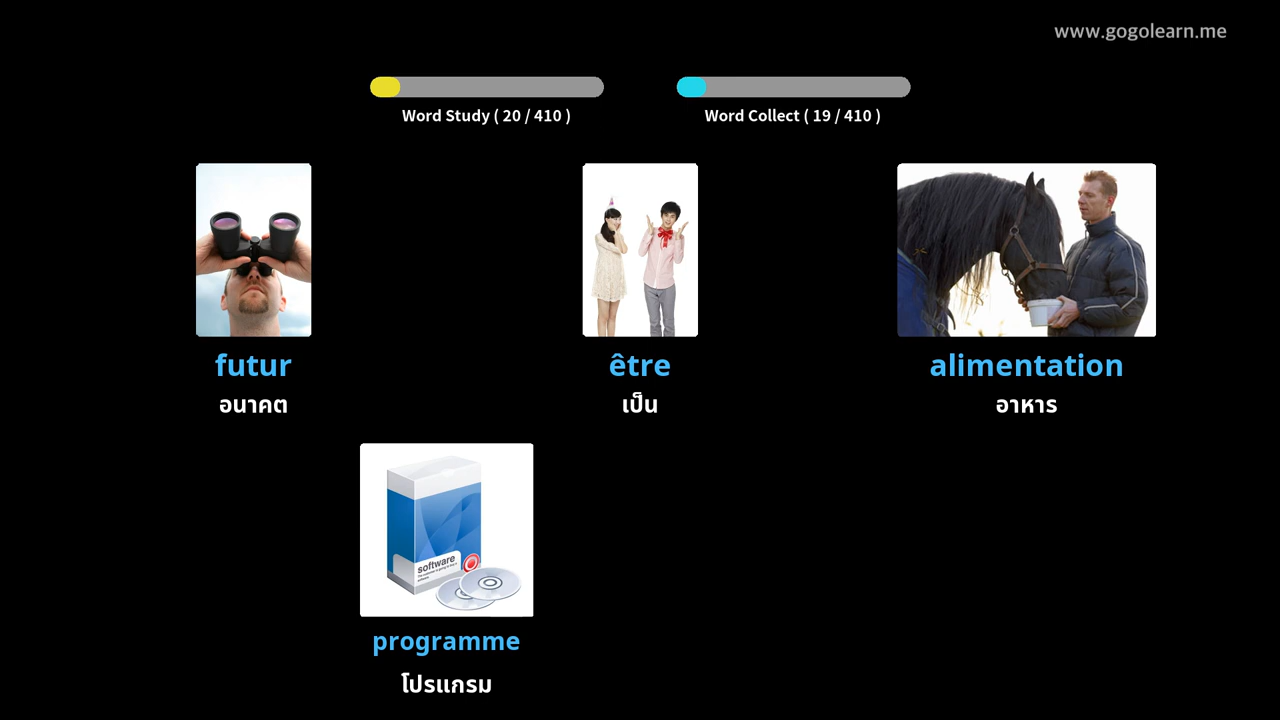 www.gogolearn.me
Word Study ( 20 / 410 )
Word Collect ( 19 / 410 )
futur
être
alimentation
อนาคต
เป็น
อาหาร
software
programme
โปรแกรม